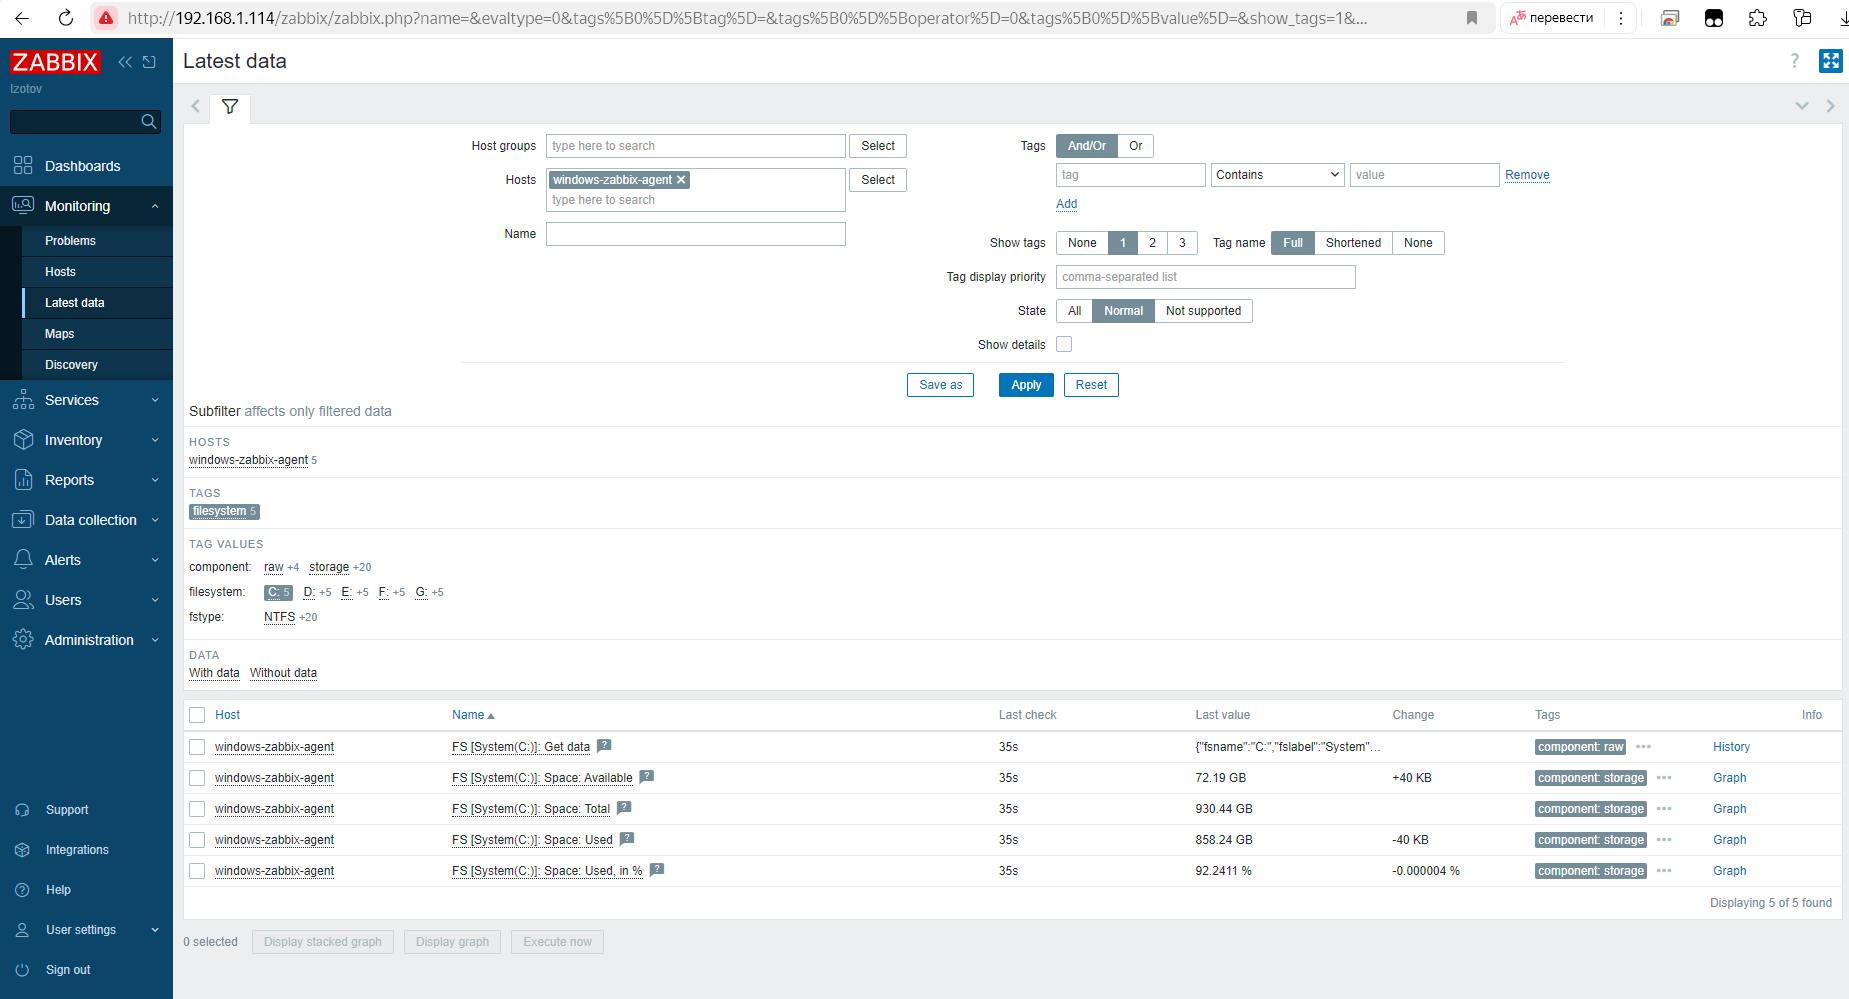 http://192.168.1.114/zabbix/zabbix.php?name=&evaltype=0&tags%5B0%5D%5Btag%5D=&tags%5B0%5D%5Boperator%5D=0&tags%5B0%5D%5Bvalue%5D=&show_tags=1&...
перевести
ZABBIX
Izotov
Dashboards
Monitoring
Problems
Hosts
Latest data
Maps
Discovery
Services
Inventory
Reports
Data collection
Alerts
Users
Administration
Support
Integrations
Help
User settings
Sign out
Latest data
?
Host groups type here to search Select
Hosts windows-zabbix-agent Select
type here to search
Name
Tags And/Or Or
tag Contains value Remove
Add
Show tags None 1 2 3 Tag name Full Shortened None
Tag display priority comma-separated list
State All Normal Not supported
Show details
Save as Apply Reset
Subfilter affects only filtered data
HOSTS
windows-zabbix-agent 5
TAGS
filesystem 5
TAG VALUES
component: raw +4 storage +20
filesystem: C: 5 D: +5 E: +5 F: +5 G: +5
fstype: NTFS +20
DATA
With data Without data
Host Name Last check Last value Change Tags Info
windows-zabbix-agent FS [System(C:)]: Get data ? 35s {"fsname":"C:","fslabel":"System"... component: raw ••• History
windows-zabbix-agent FS [System(C:)]: Space: Available ? 35s 72.19 GB +40 KB component: storage ••• Graph
windows-zabbix-agent FS [System(C:)]: Space: Total ? 35s 930.44 GB component: storage ••• Graph
windows-zabbix-agent FS [System(C:)]: Space: Used ? 35s 858.24 GB -40 KB component: storage ••• Graph
windows-zabbix-agent FS [System(C:)]: Space: Used, in % ? 35s 92.2411 % -0.000004 % component: storage ••• Graph
Displaying 5 of 5 found
0 selected Display stacked graph Display graph Execute now